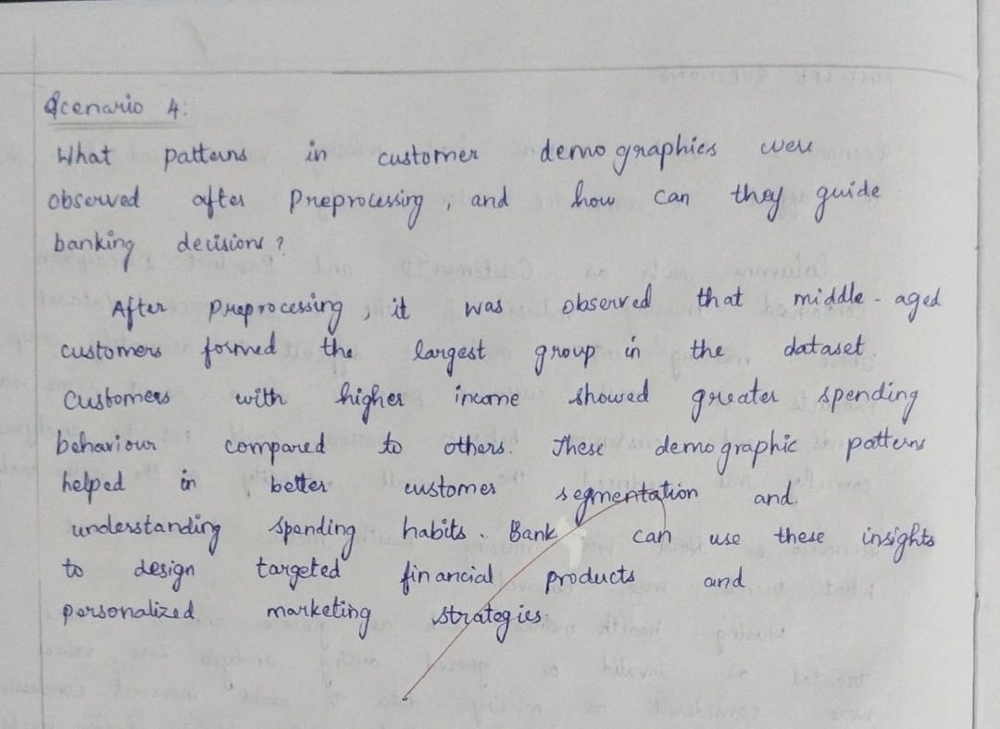 Scenario 4:
What patterns in customer demographics were
observed after Preprocessing, and how can they guide
banking decisions?
After preprocessing, it was observed that middle-aged
customers formed the largest group in the dataset.
Customers with higher income showed greater spending
behaviour compared to others. These demographic patterns
helped in better customer segmentation and
understanding spending habits. Bank can use these insights
to design targeted financial products and
personalized marketing strategies.